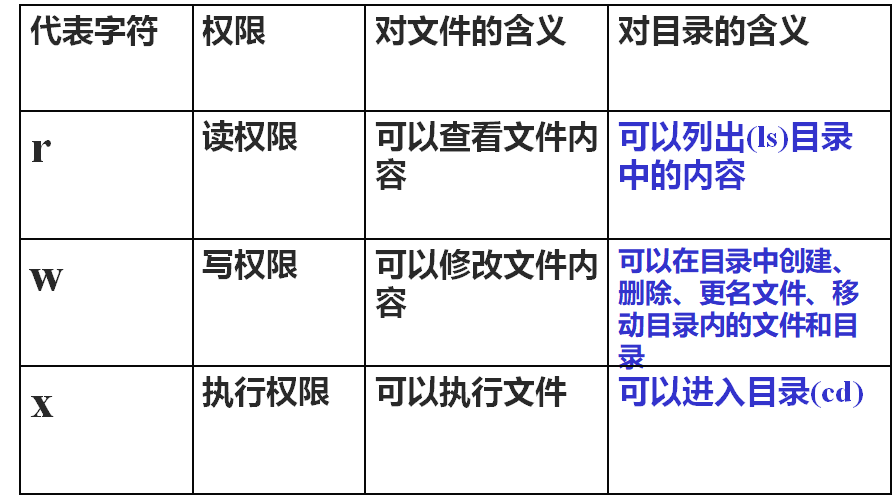 代表字符 权限 对文件的含义 对目录的含义
r 读权限 可以查看文件内 可以列出(ls)目录
容 中的内容
w 写权限 可以修改文件内 可以在目录中创建、
容 删除、更名文件、移
动目录内的文件和目
录
x 执行权限 可以执行文件 可以进入目录(cd)